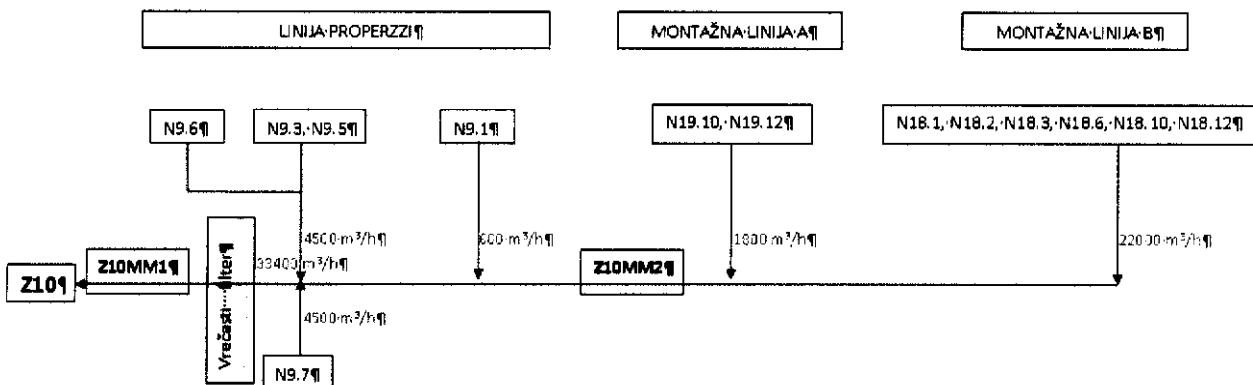 LINIJA·PROPERZZI¶
MONTAŽNA·LINIJA·A¶
MONTAŽNA·LINIJA·B¶
N9.6¶
N9.3,·N9.5¶
N9.1¶
N19.10,·N19.12¶
N18.1,·N18.2,·N18.3,·N18.6,·N18.10,·N18.12¶
4500·m³/h¶
600·m³/h¶
1800·m³/h¶
22000·m³/h¶
33400·m³/h¶
Z10MM1¶
Z10MM2¶
Z10¶
Vrečasti····filter¶
4500·m³/h¶
N9.7¶